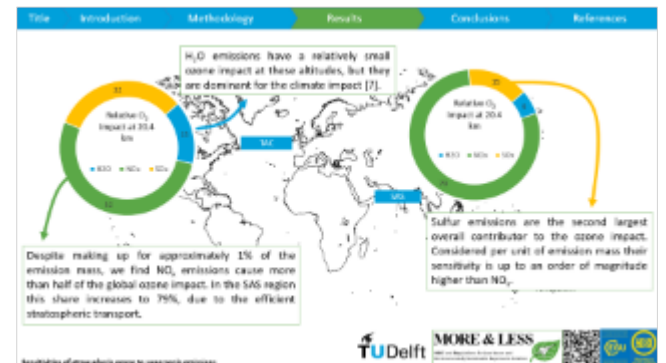 Title Introduction Methodology Results Conclusions References
H₂O emissions have a relatively small
ozone impact at these altitudes, but they
are dominant for the climate impact [7].
Relative O₃
Impact at 20.4
km
H2O NOx SOx
TAC
Relative O₃
Impact at 20.4
km
H2O NOx SOx
SAS
Despite making up for approximately 1% of the
emission mass, we find NOₓ emissions cause more
than half of the global ozone impact. In the SAS region
this share increases to 79%, due to the efficient
stratospheric transport.
Sulfur emissions are the second largest
overall contributor to the ozone impact.
Considered per unit of emission mass their
sensitivity is up to an order of magnitude
higher than NOₓ.
TUDelft
MORE & LESS